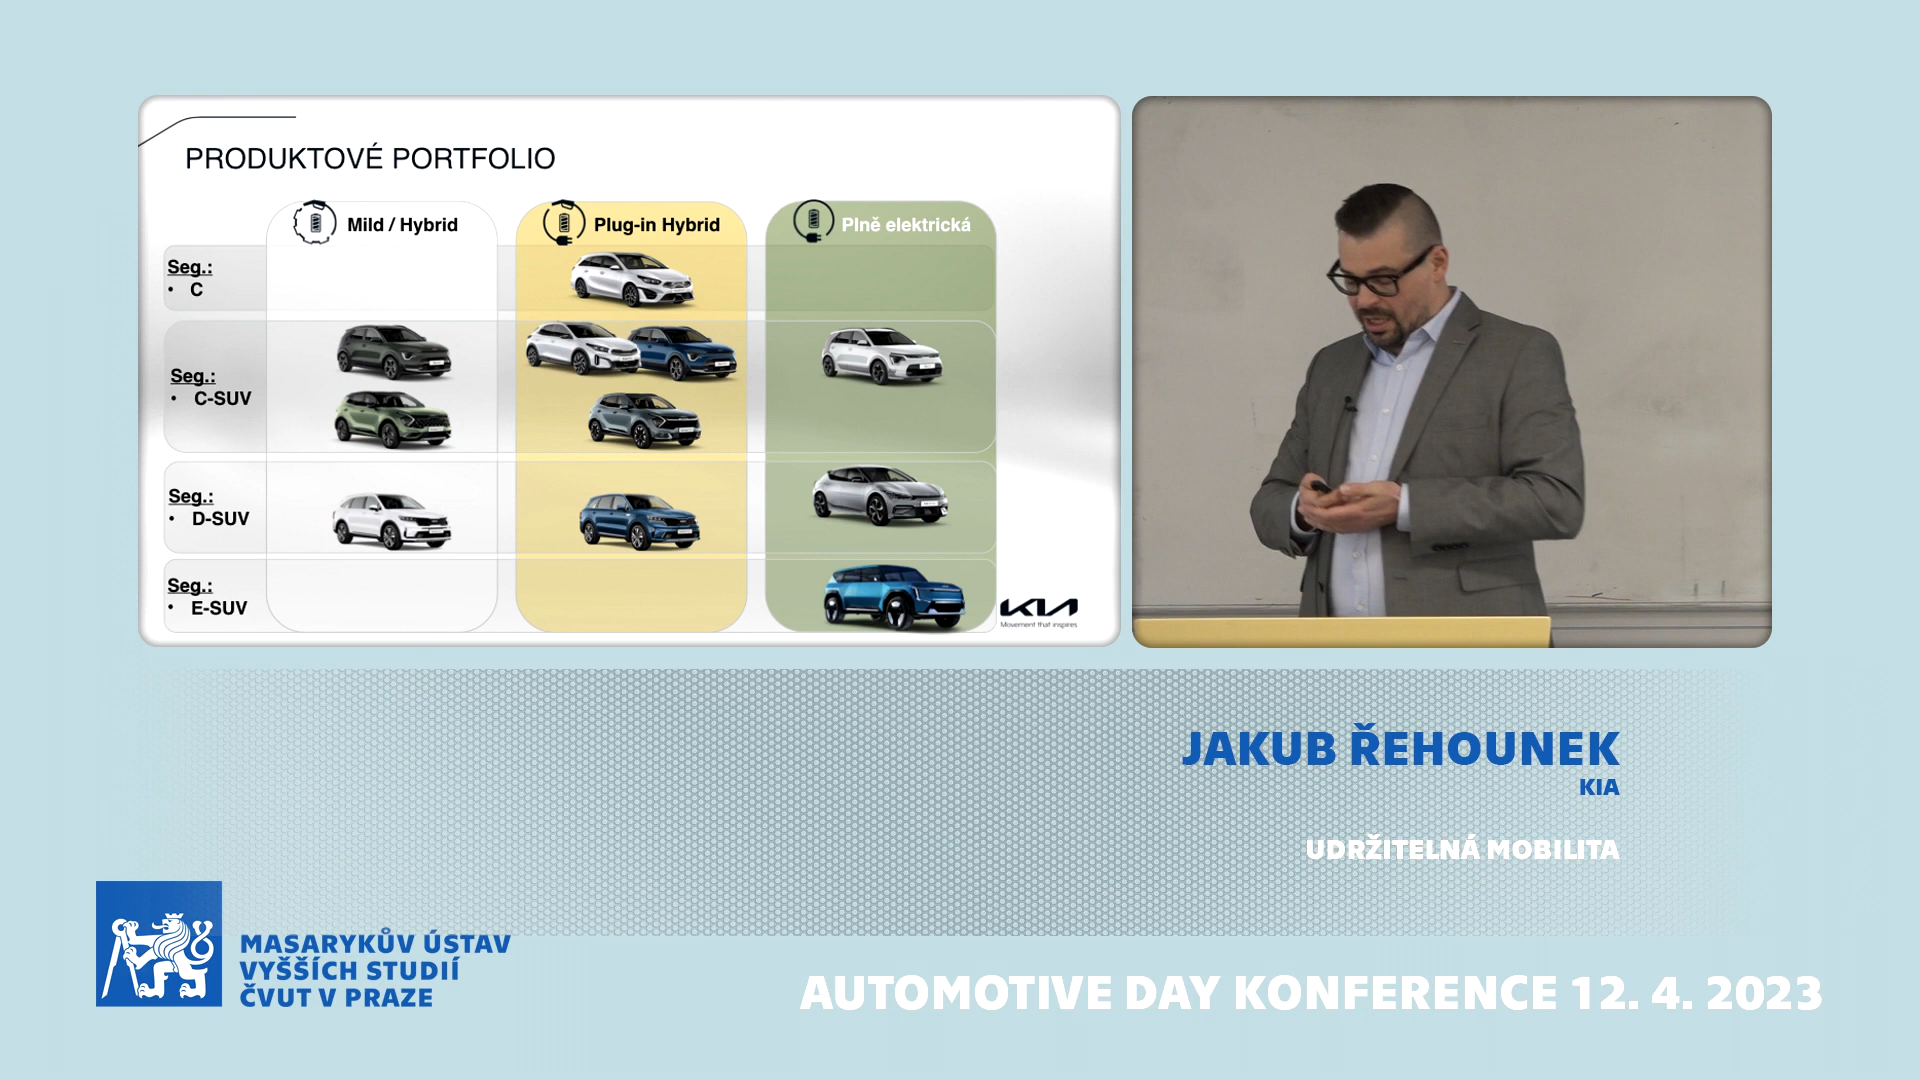 PRODUKTOVÉ PORTFOLIO
Mild / Hybrid
Plug-in Hybrid
Plně elektrická
Seg.:
• C
Seg.:
• C-SUV
Seg.:
• D-SUV
Seg.:
• E-SUV
KIA
Movement that inspires
JAKUB ŘEHOUNEK
KIA
UDRŽITELNÁ MOBILITA
MASARYKŮV ÚSTAV
VYŠŠÍCH STUDIÍ
ČVUT V PRAZE
AUTOMOTIVE DAY KONFERENCE 12. 4. 2023